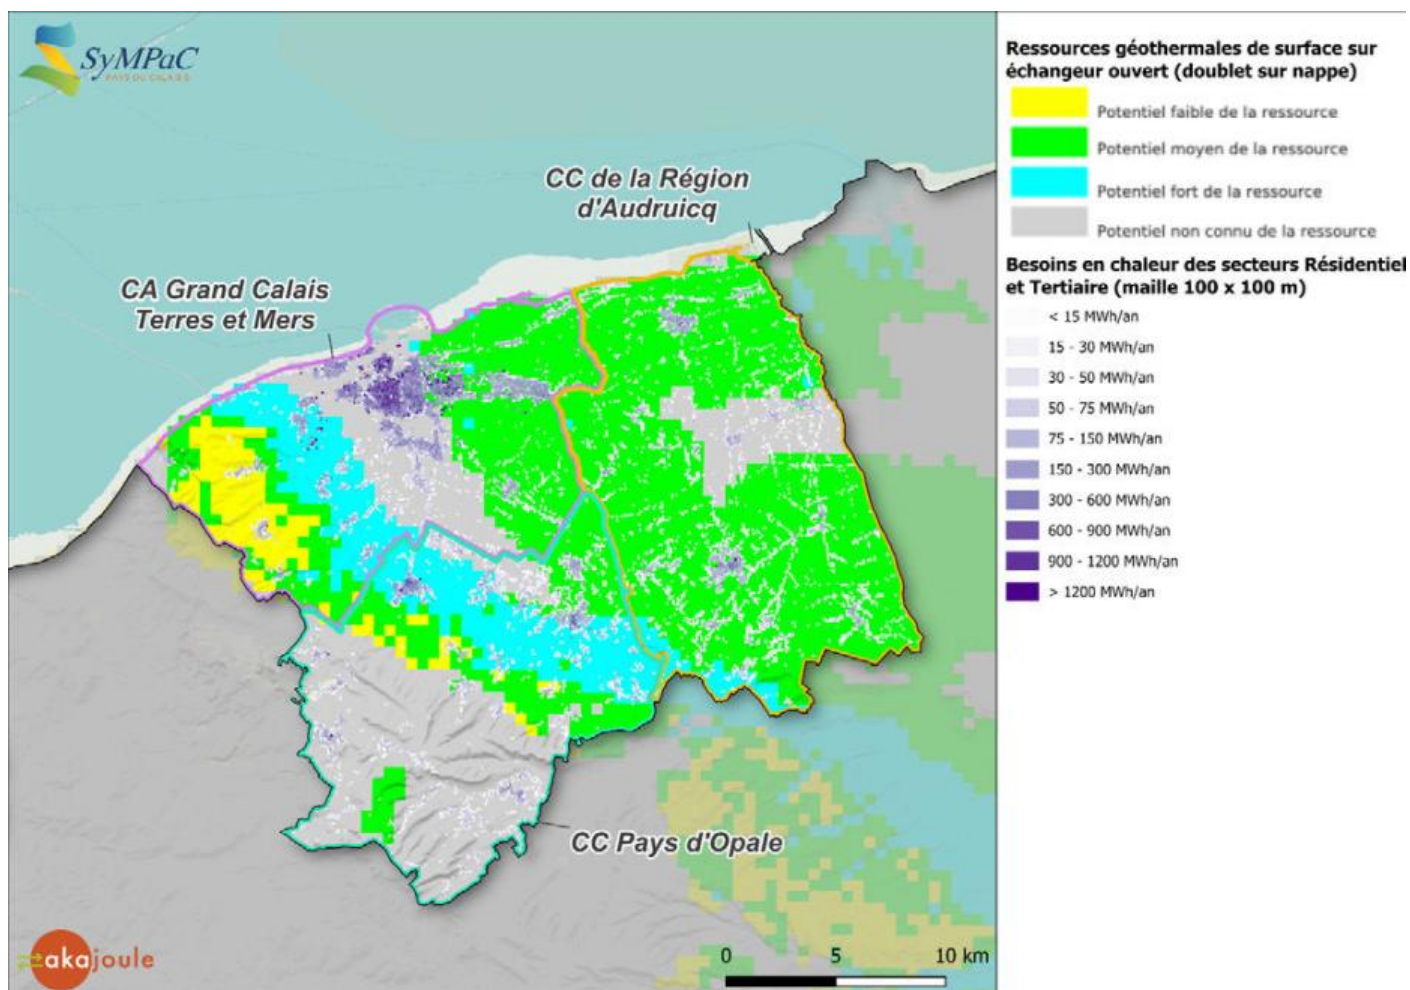 SyMPaC
PAYS DU CALAISIS
CC de la Région
d'Audruicq
CA Grand Calais
Terres et Mers
CC Pays d'Opale
akajoule
0 5 10 km
Ressources géothermales de surface sur
échangeur ouvert (doublet sur nappe)
Potentiel faible de la ressource
Potentiel moyen de la ressource
Potentiel fort de la ressource
Potentiel non connu de la ressource
Besoins en chaleur des secteurs Résidentiel
et Tertiaire (maille 100 x 100 m)
< 15 MWh/an
15 - 30 MWh/an
30 - 50 MWh/an
50 - 75 MWh/an
75 - 150 MWh/an
150 - 300 MWh/an
300 - 600 MWh/an
600 - 900 MWh/an
900 - 1200 MWh/an
> 1200 MWh/an